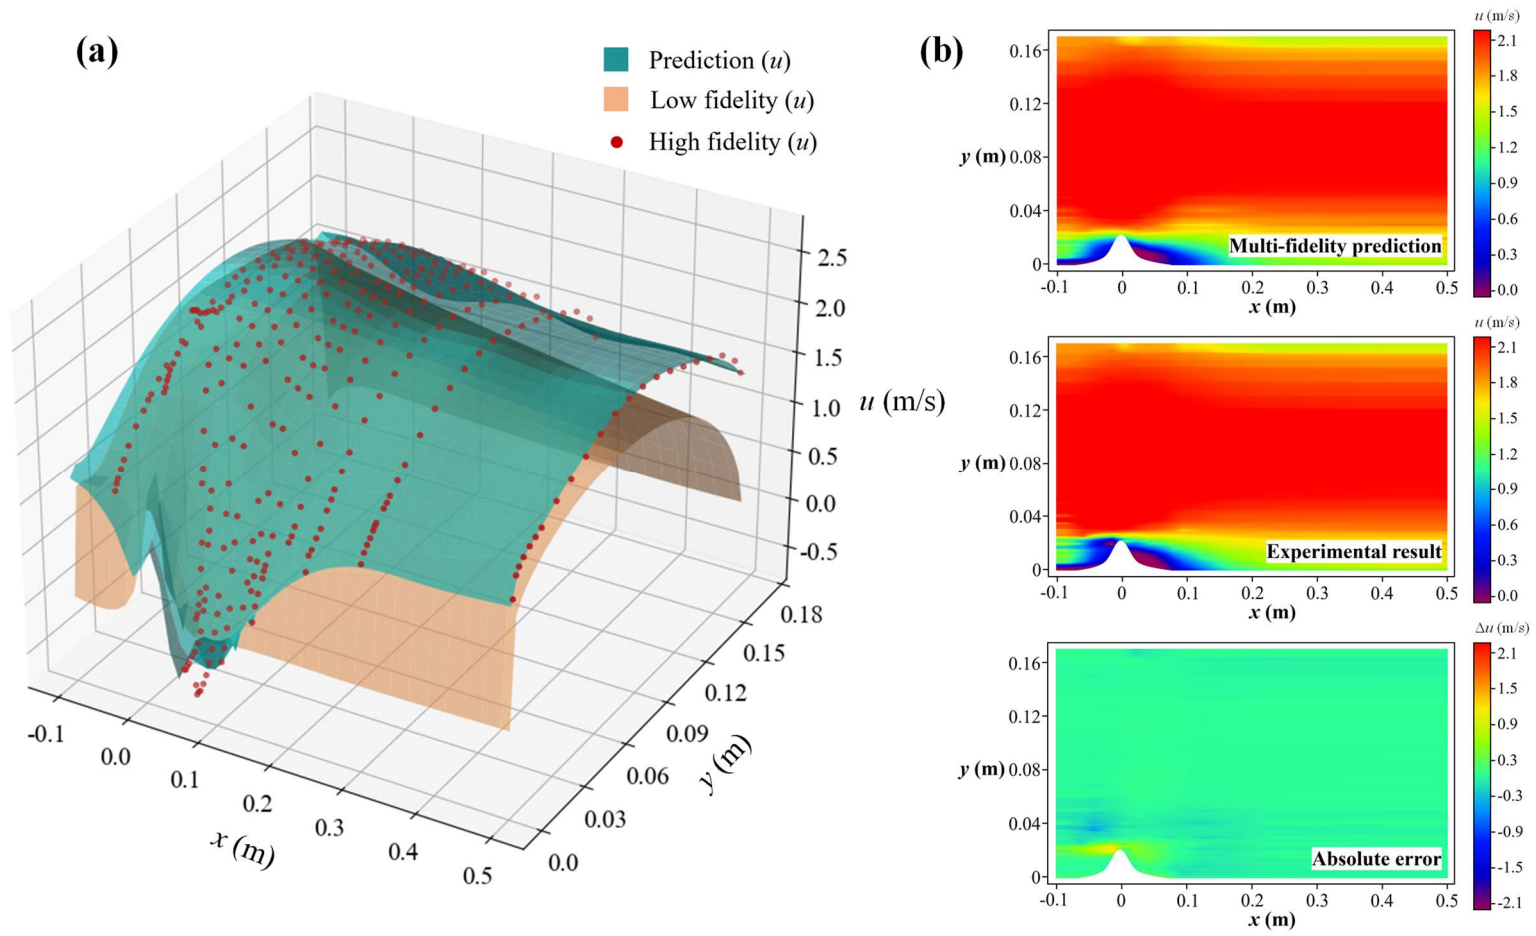 (a)
Prediction (u)
Low fidelity (u)
High fidelity (u)
2.5
2.0
1.5
1.0
0.5
0.0
-0.5
u (m/s)
0.18
0.15
0.12
0.09
0.06
0.03
0.0
y (m)
-0.1
0.0
0.1
0.2
0.3
0.4
0.5
x (m)
(b)
u (m/s)
0.16
0.12
y (m) 0.08
0.04
0
2.1
1.8
1.5
1.2
0.9
0.6
0.3
0.0
Multi-fidelity prediction
-0.1 0 0.1 0.2 0.3 0.4 0.5
x (m)
u (m/s)
0.16
0.12
y (m) 0.08
0.04
0
2.1
1.8
1.5
1.2
0.9
0.6
0.3
0.0
Experimental result
-0.1 0 0.1 0.2 0.3 0.4 0.5
x (m)
Δu (m/s)
0.16
0.12
y (m) 0.08
0.04
0
2.1
1.5
0.9
0.3
-0.3
-0.9
-1.5
-2.1
Absolute error
-0.1 0 0.1 0.2 0.3 0.4 0.5
x (m)